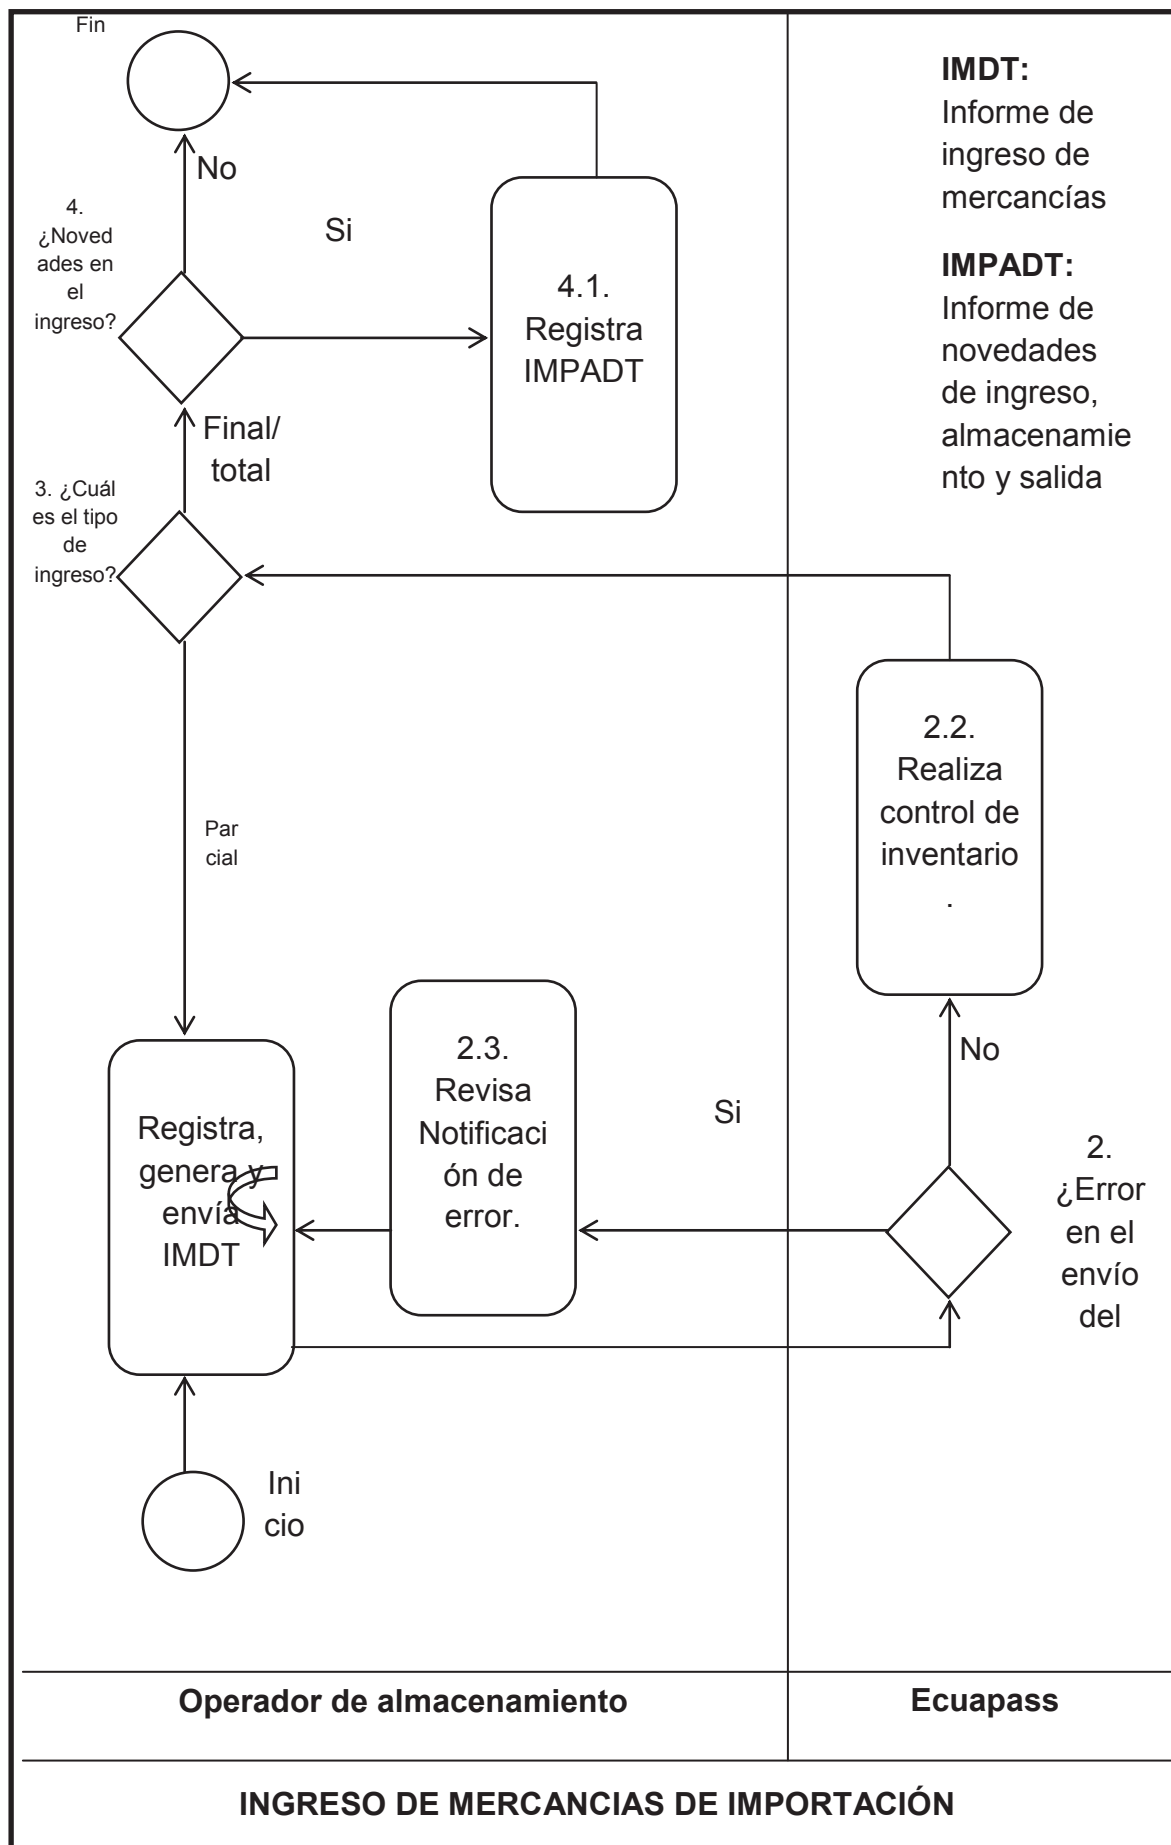 Fin
IMDT:
Informe de
ingreso de
mercancías
IMPADT:
Informe de
novedades
de ingreso,
almacenamie
nto y salida
No
4.
¿Noved
ades en
el
ingreso?
Si
4.1.
Registra
IMPADT
Final/
total
3. ¿Cuál
es el tipo
de
ingreso?
2.2.
Realiza
control de
inventario
.
Par
cial
2.3.
Revisa
Notificaci
ón de
error.
Si
No
Registra,
genera y
envía
IMDT
2.
¿Error
en el
envío
del
Ini
cio
Operador de almacenamiento
Ecuapass
INGRESO DE MERCANCIAS DE IMPORTACIÓN